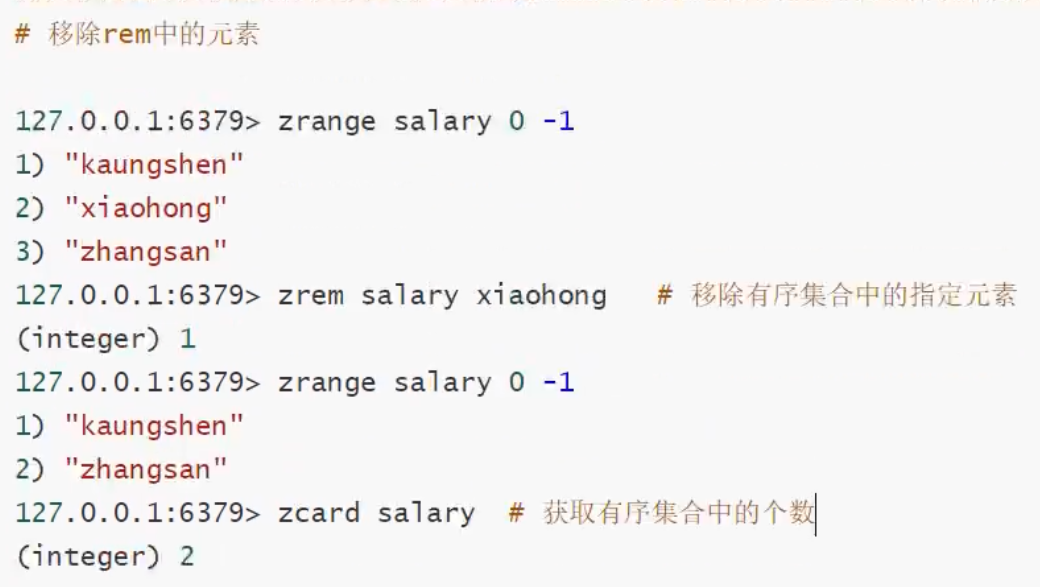 # 移除rem中的元素
127.0.0.1:6379> zrange salary 0 -1
1) "kaungshen"
2) "xiaohong"
3) "zhangsan"
127.0.0.1:6379> zrem salary xiaohong # 移除有序集合中的指定元素
(integer) 1
127.0.0.1:6379> zrange salary 0 -1
1) "kaungshen"
2) "zhangsan"
127.0.0.1:6379> zcard salary # 获取有序集合中的个数
(integer) 2